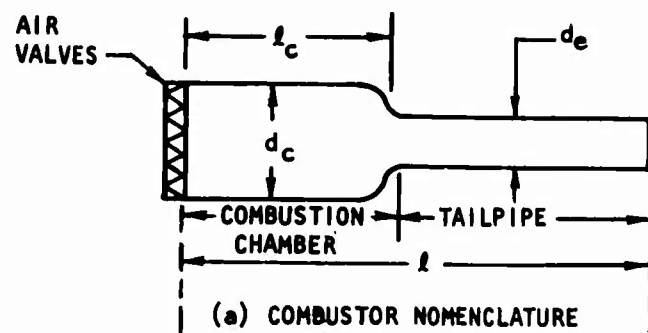 AIR
VALVES
ℓc
de
dc
COMBUSTION
CHAMBER
TAILPIPE
ℓ
(a) COMBUSTOR NOMENCLATURE